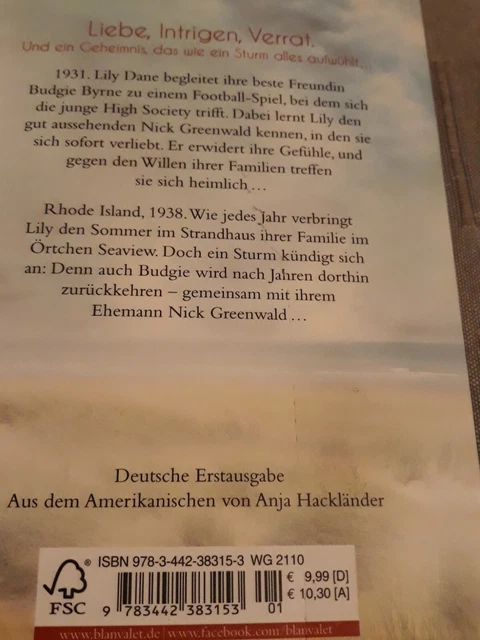 Liebe, Intrigen, Verrat.
Und ein Geheimnis, das wie ein Sturm alles aufwühlt...
1931. Lily Dane begleitet ihre beste Freundin
Budgie Byrne zu einem Football-Spiel, bei dem sich
die junge High Society trifft. Dabei lernt Lily den
gut aussehenden Nick Greenwald kennen, in den sie
sich sofort verliebt. Er erwidert ihre Gefühle, und
gegen den Willen ihrer Familien treffen
sie sich heimlich ...
Rhode Island, 1938. Wie jedes Jahr verbringt
Lily den Sommer im Strandhaus ihrer Familie im
Örtchen Seaview. Doch ein Sturm kündigt sich
an: Denn auch Budgie wird nach Jahren dorthin
zurückkehren – gemeinsam mit ihrem
Ehemann Nick Greenwald ...
Deutsche Erstausgabe
Aus dem Amerikanischen von Anja Hackländer
ISBN 978-3-442-38315-3 WG 2110
€ 9,99 [D]
€ 10,30 [A]
FSC ®
9 783442 383153 01
www.blanvalet.de / www.facebook.com/blanvalet